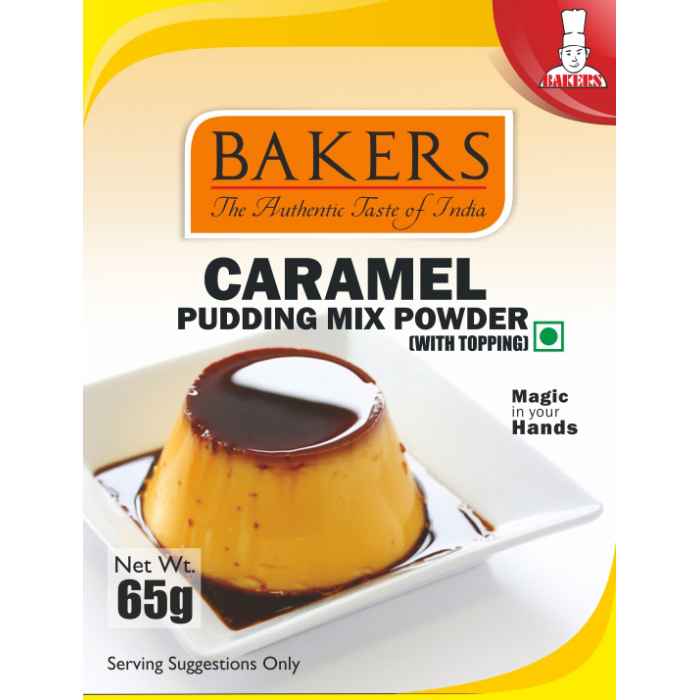 BAKERS
BAKERS
The Authentic Taste of India
CARAMEL
PUDDING MIX POWDER
(WITH TOPPING)
Magic
in your
Hands
Net Wt.
65g
Serving Suggestions Only